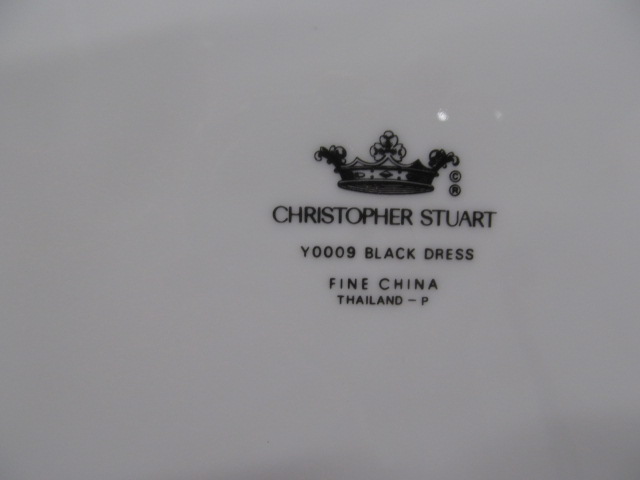 ©
®
CHRISTOPHER STUART
Y0009 BLACK DRESS
FINE CHINA
THAILAND - P